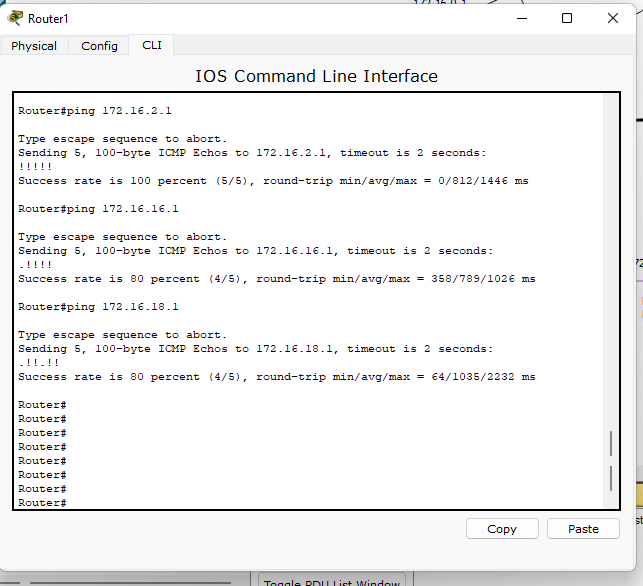 172.16.0.1
Router1
Physical
Config
CLI
IOS Command Line Interface
Router#ping 172.16.2.1
Type escape sequence to abort.
Sending 5, 100-byte ICMP Echos to 172.16.2.1, timeout is 2 seconds:
!!!!!
Success rate is 100 percent (5/5), round-trip min/avg/max = 0/812/1446 ms
Router#ping 172.16.16.1
Type escape sequence to abort.
Sending 5, 100-byte ICMP Echos to 172.16.16.1, timeout is 2 seconds:
.!!!!
Success rate is 80 percent (4/5), round-trip min/avg/max = 358/789/1026 ms
Router#ping 172.16.18.1
Type escape sequence to abort.
Sending 5, 100-byte ICMP Echos to 172.16.18.1, timeout is 2 seconds:
.!!.!!
Success rate is 80 percent (4/5), round-trip min/avg/max = 64/1035/2232 ms
Router#
Router#
Router#
Router#
Router#
Router#
Router#
Router#
Copy
Paste
Toggle PDU List Window